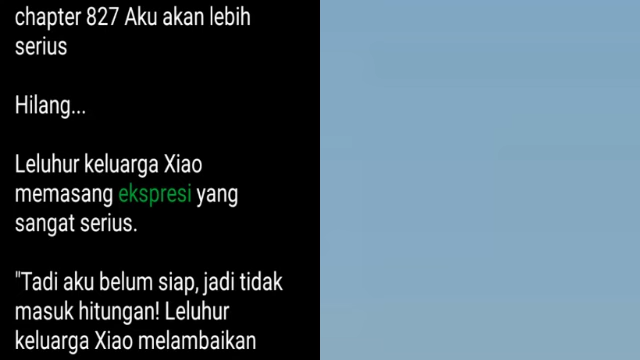 chapter 827 Aku akan lebih
serius
Hilang...
Leluhur keluarga Xiao
memasang ekspresi yang
sangat serius.
"Tadi aku belum siap, jadi tidak
masuk hitungan! Leluhur
keluarga Xiao melambaikan